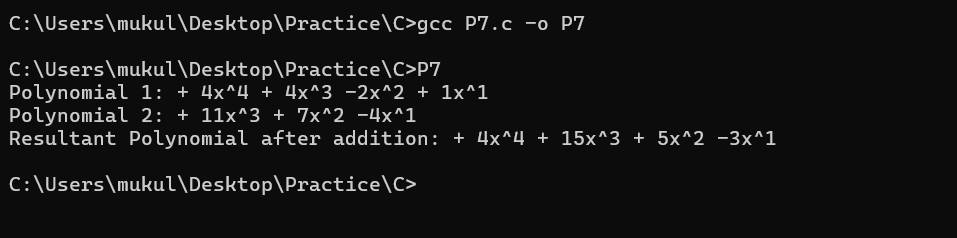 C:\Users\mukul\Desktop\Practice\C>gcc P7.c -o P7
C:\Users\mukul\Desktop\Practice\C>P7
Polynomial 1: + 4x^4 + 4x^3 -2x^2 + 1x^1
Polynomial 2: + 11x^3 + 7x^2 -4x^1
Resultant Polynomial after addition: + 4x^4 + 15x^3 + 5x^2 -3x^1
C:\Users\mukul\Desktop\Practice\C>